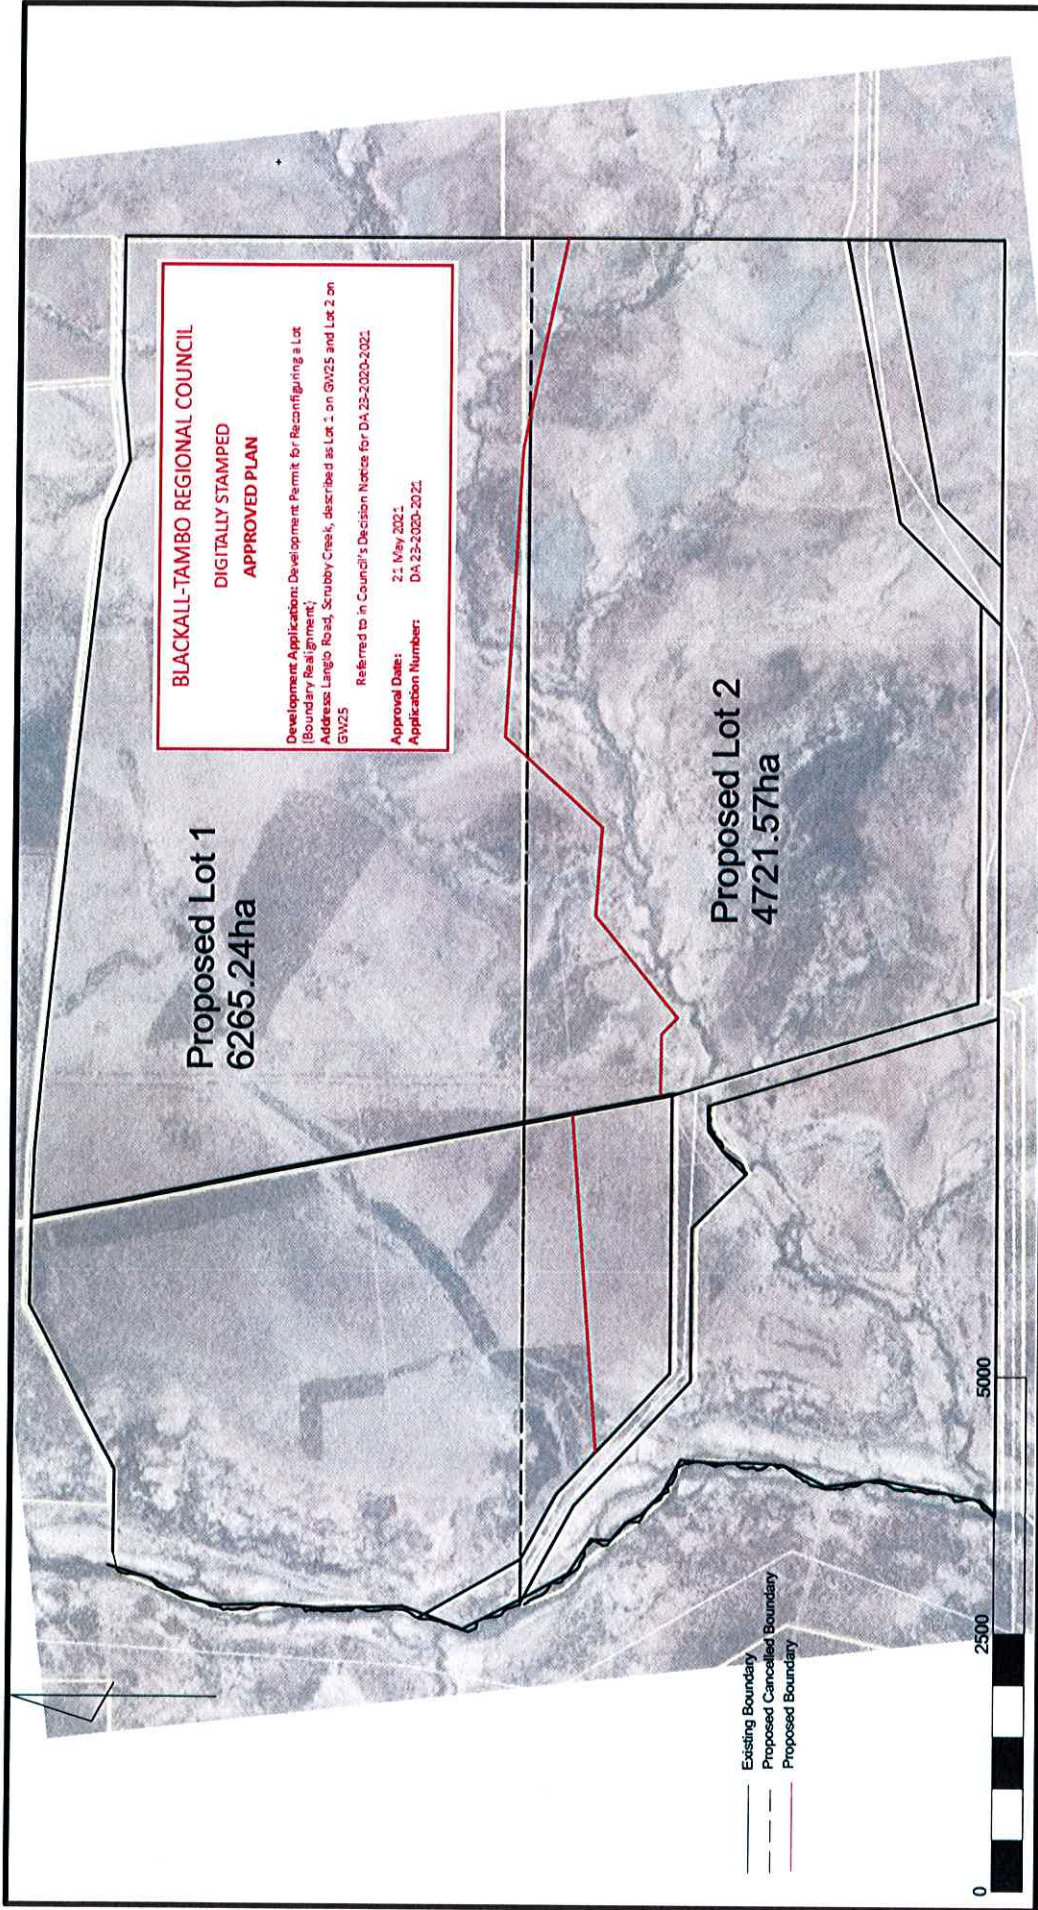 BLACKALL-TAMBO REGIONAL COUNCIL
DIGITALLY STAMPED
APPROVED PLAN
Development Application: Development Permit for Reconfiguring a Lot
(Boundary Realignment)
Address: Langlo Road, Scrubby Creek, described as Lot 1 on GW25 and Lot 2 on
GW25
Referred to in Council's Decision Notice for DA 23-2020-2021
Approval Date: 21 May 2021
Application Number: DA 23-2020-2021
Proposed Lot 1
6265.24ha
Proposed Lot 2
4721.57ha
Existing Boundary
Proposed Cancelled Boundary
Proposed Boundary
0
2500
5000